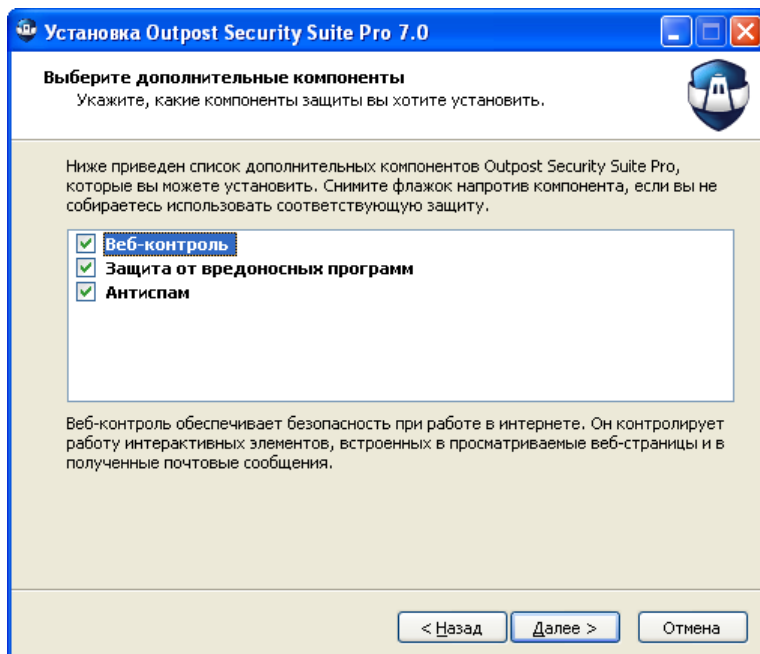 Установка Outpost Security Suite Pro 7.0
Выберите дополнительные компоненты
Укажите, какие компоненты защиты вы хотите установить.
Ниже приведен список дополнительных компонентов Outpost Security Suite Pro,
которые вы можете установить. Снимите флажок напротив компонента, если вы не
собираетесь использовать соответствующую защиту.
Веб-контроль
Защита от вредоносных программ
Антиспам
Веб-контроль обеспечивает безопасность при работе в интернете. Он контролирует
работу интерактивных элементов, встроенных в просматриваемые веб-страницы и в
полученные почтовые сообщения.
< Назад Далее > Отмена